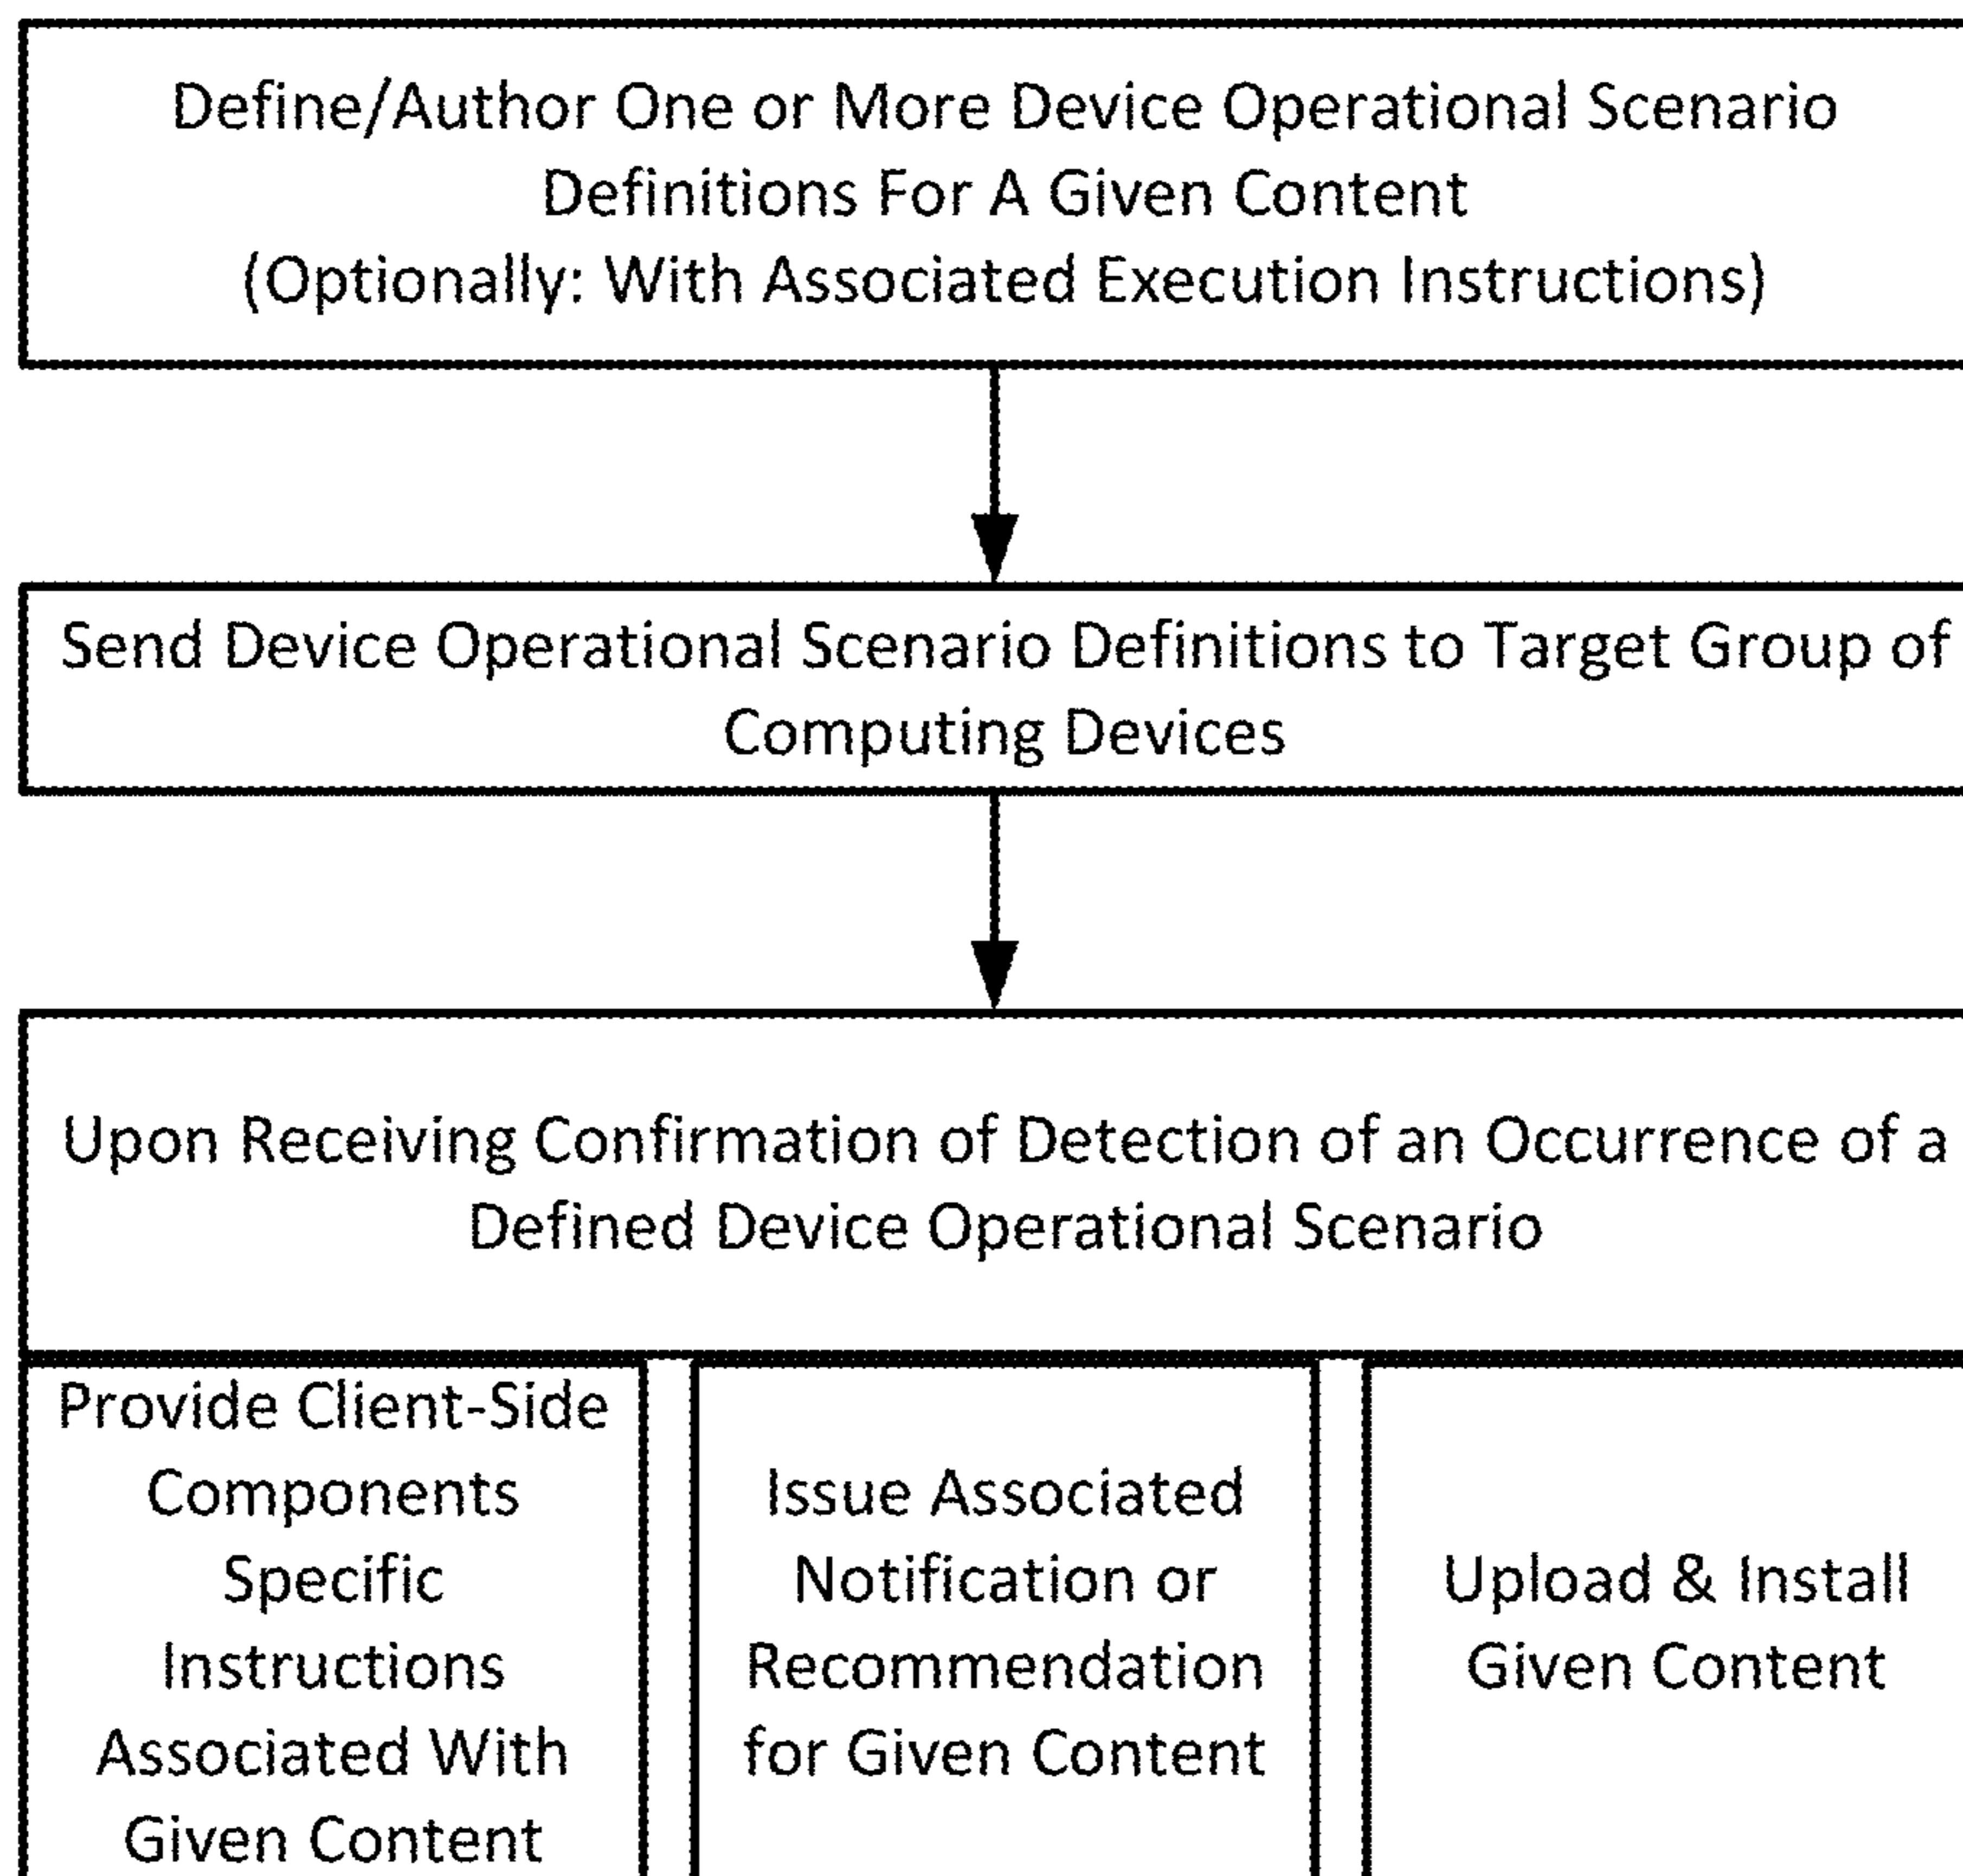 Define/Author One or More Device Operational Scenario
Definitions For A Given Content
(Optionally: With Associated Execution Instructions)
Send Device Operational Scenario Definitions to Target Group of
Computing Devices
Upon Receiving Confirmation of Detection of an Occurrence of a
Defined Device Operational Scenario
Provide Client-Side
Components
Specific
Instructions
Associated With
Given Content
Issue Associated
Notification or
Recommendation
for Given Content
Upload & Install
Given Content